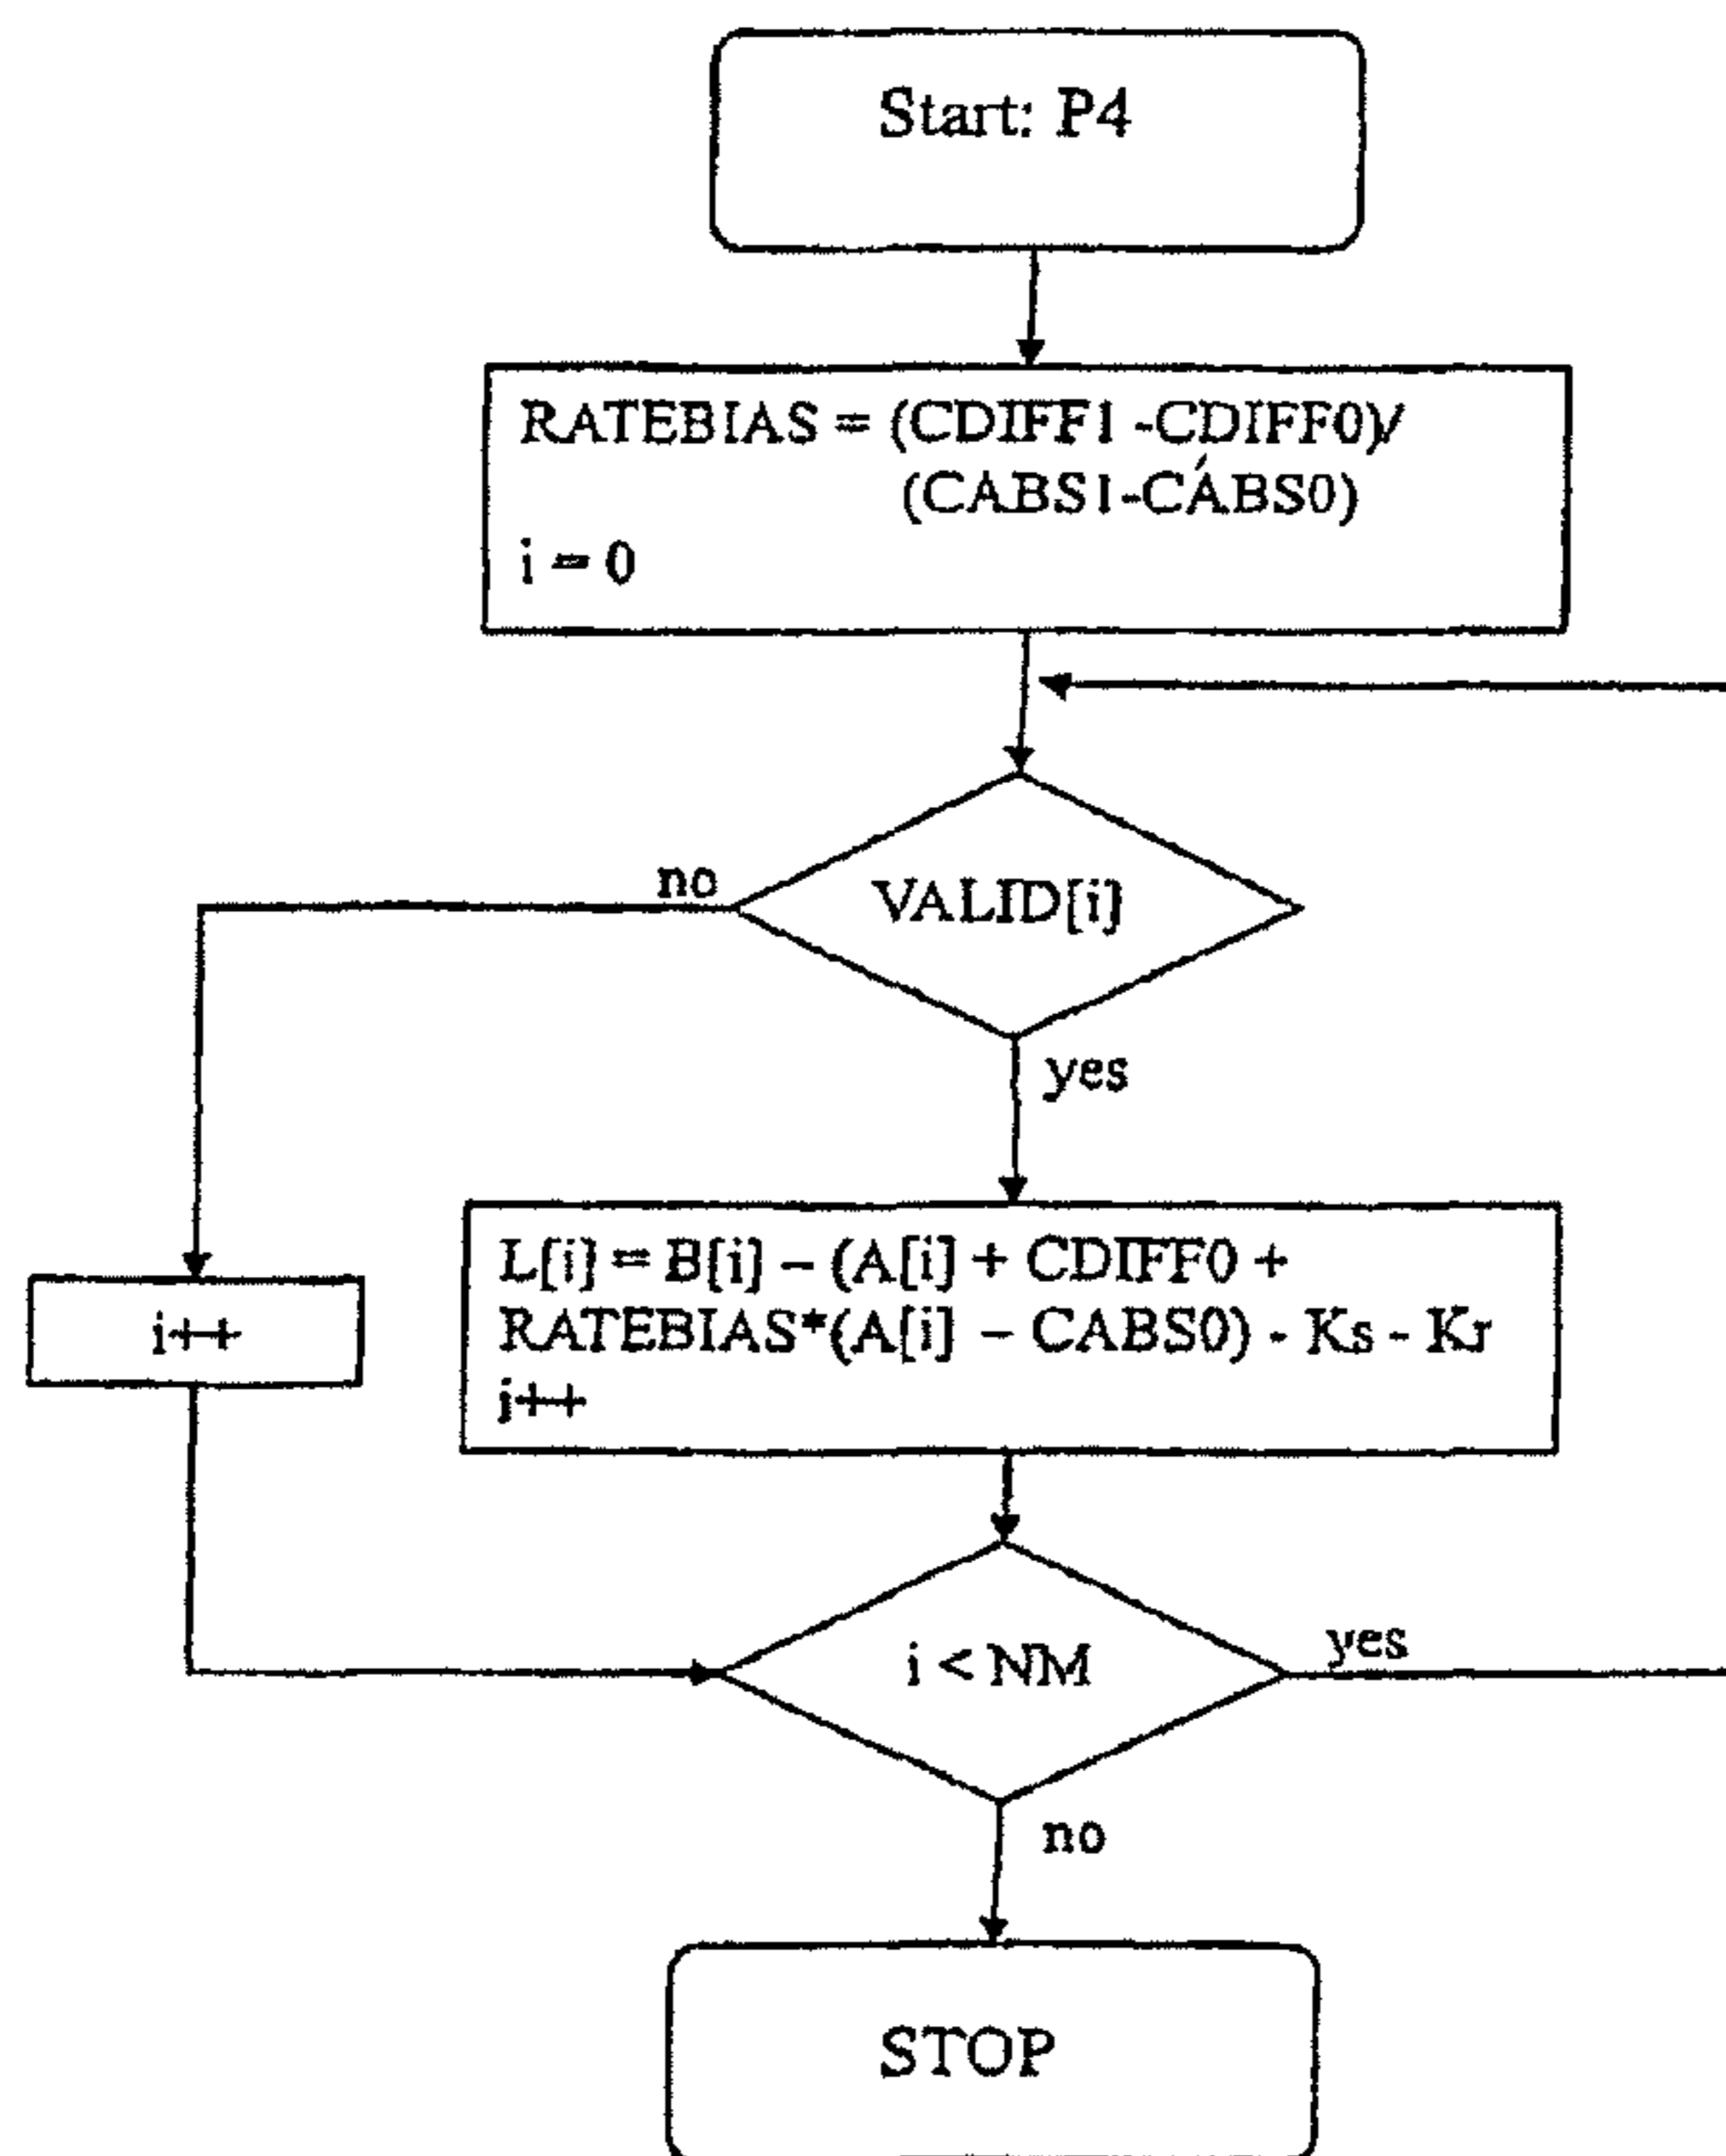 Start: P4
RATEBIAS = (CDIFF1 -CDIFF0)/
(CABS1-CÁBS0)
i = 0
VALID[i]
no
yes
L[i] = B[i] – (A[i] + CDIFF0 +
RATEBIAS*(A[i] – CABS0) - Ks - Kr
j++
i++
i < NM
yes
no
STOP